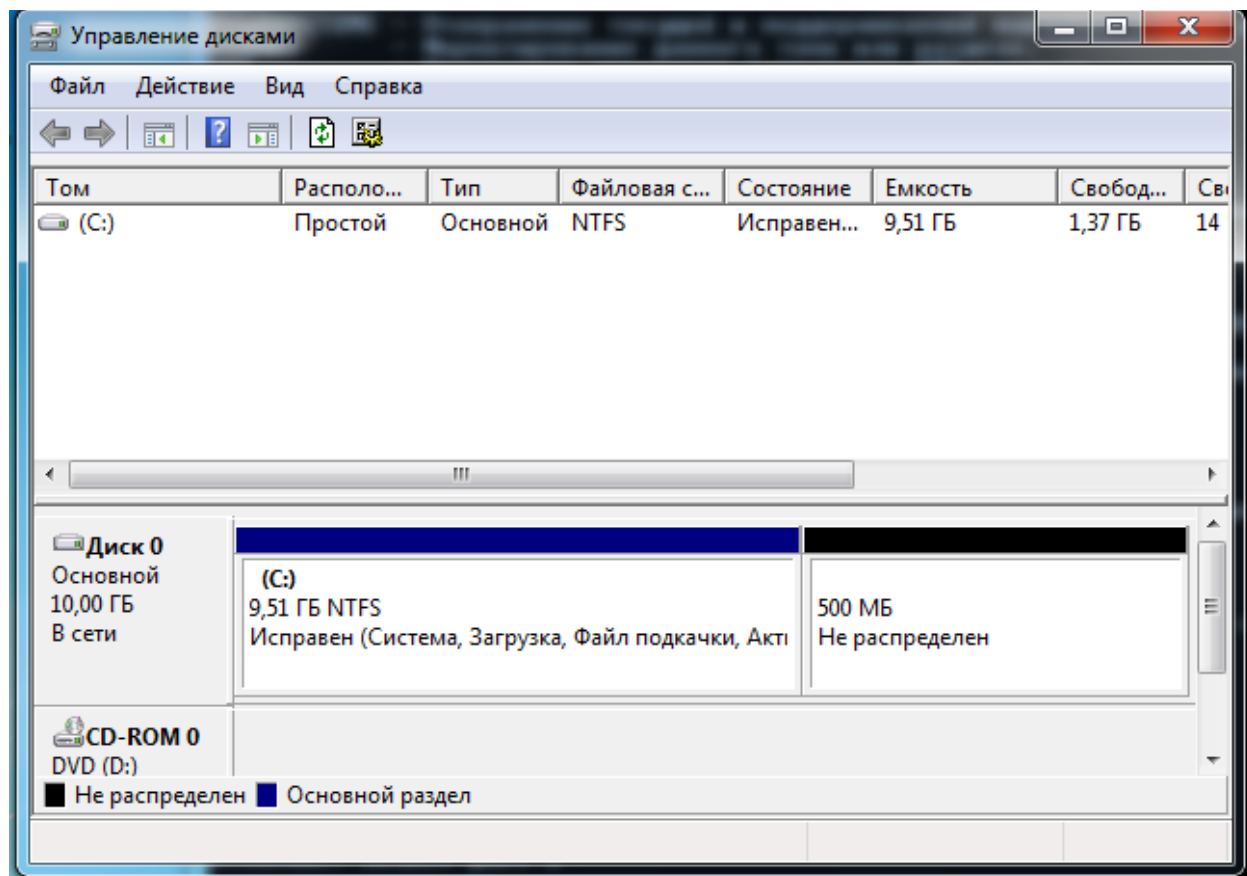 Управление дисками
Файл Действие Вид Справка
Том Располо... Тип Файловая с... Состояние Емкость Свобод... Св
(C:) Простой Основной NTFS Исправен... 9,51 ГБ 1,37 ГБ 14
Диск 0
Основной
10,00 ГБ
В сети
(C:)
9,51 ГБ NTFS
Исправен (Система, Загрузка, Файл подкачки, Акти
500 МБ
Не распределен
CD-ROM 0
DVD (D:)
Не распределен Основной раздел